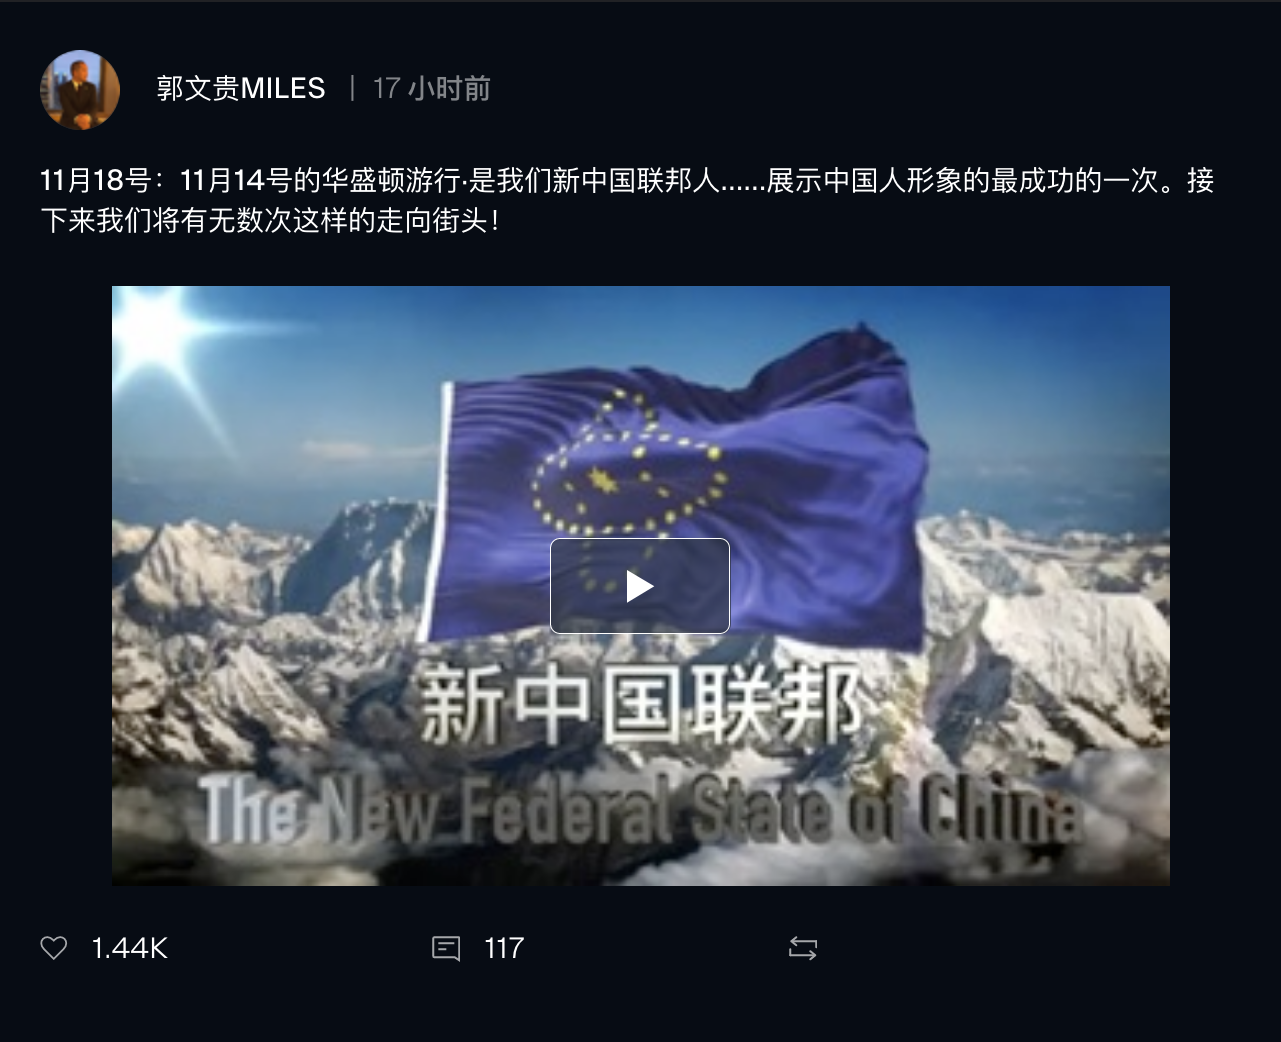 郭文贵MILES | 17 小时前
11月18号：11月14号的华盛顿游行·是我们新中国联邦人......展示中国人形象的最成功的一次。接
下来我们将有无数次这样的走向街头！
新中国联邦
The New Federal State of China
1.44K 117